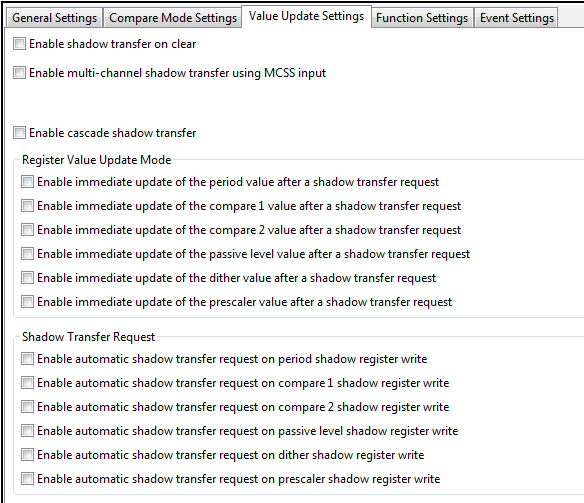 General Settings Compare Mode Settings Value Update Settings Function Settings Event Settings
Enable shadow transfer on clear
Enable multi-channel shadow transfer using MCSS input
Enable cascade shadow transfer
Register Value Update Mode
Enable immediate update of the period value after a shadow transfer request
Enable immediate update of the compare 1 value after a shadow transfer request
Enable immediate update of the compare 2 value after a shadow transfer request
Enable immediate update of the passive level value after a shadow transfer request
Enable immediate update of the dither value after a shadow transfer request
Enable immediate update of the prescaler value after a shadow transfer request
Shadow Transfer Request
Enable automatic shadow transfer request on period shadow register write
Enable automatic shadow transfer request on compare 1 shadow register write
Enable automatic shadow transfer request on compare 2 shadow register write
Enable automatic shadow transfer request on passive level shadow register write
Enable automatic shadow transfer request on dither shadow register write
Enable automatic shadow transfer request on prescaler shadow register write